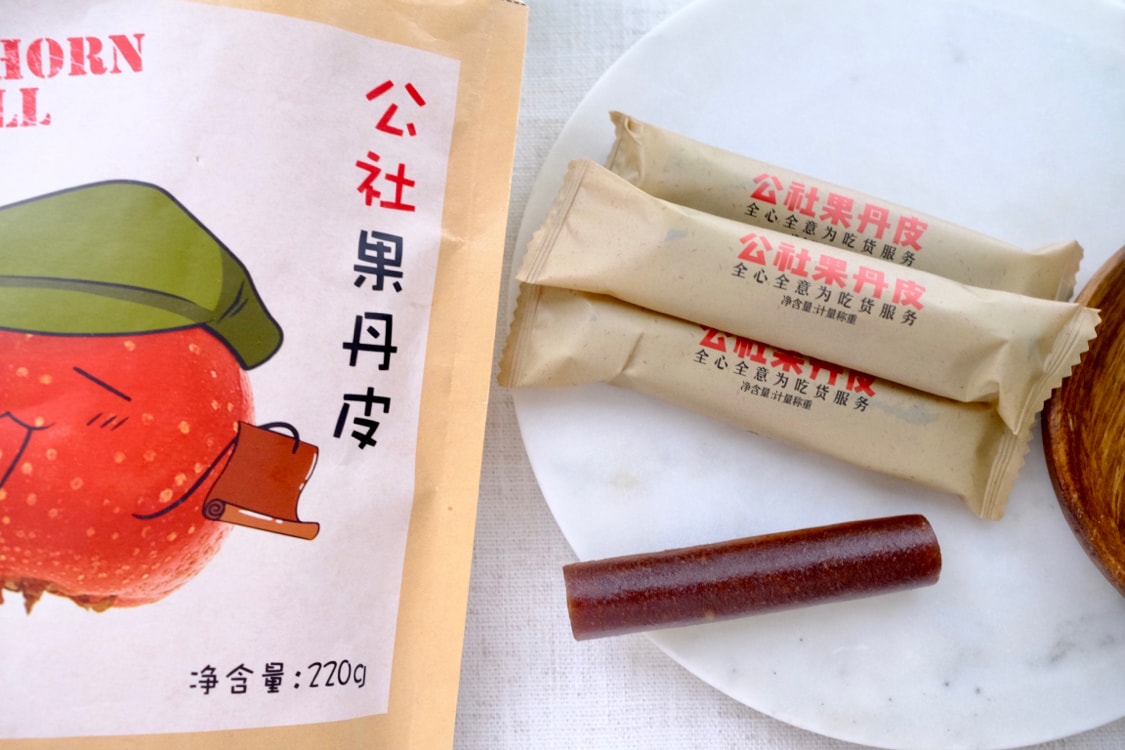 HORN
LL
公社果丹皮
净含量:220g
公社果丹皮
全心全意为吃货服务
公社果丹皮
全心全意为吃货服务
净含量:计量称重
公社果丹皮
全心全意为吃货服务
净含量:计量称重